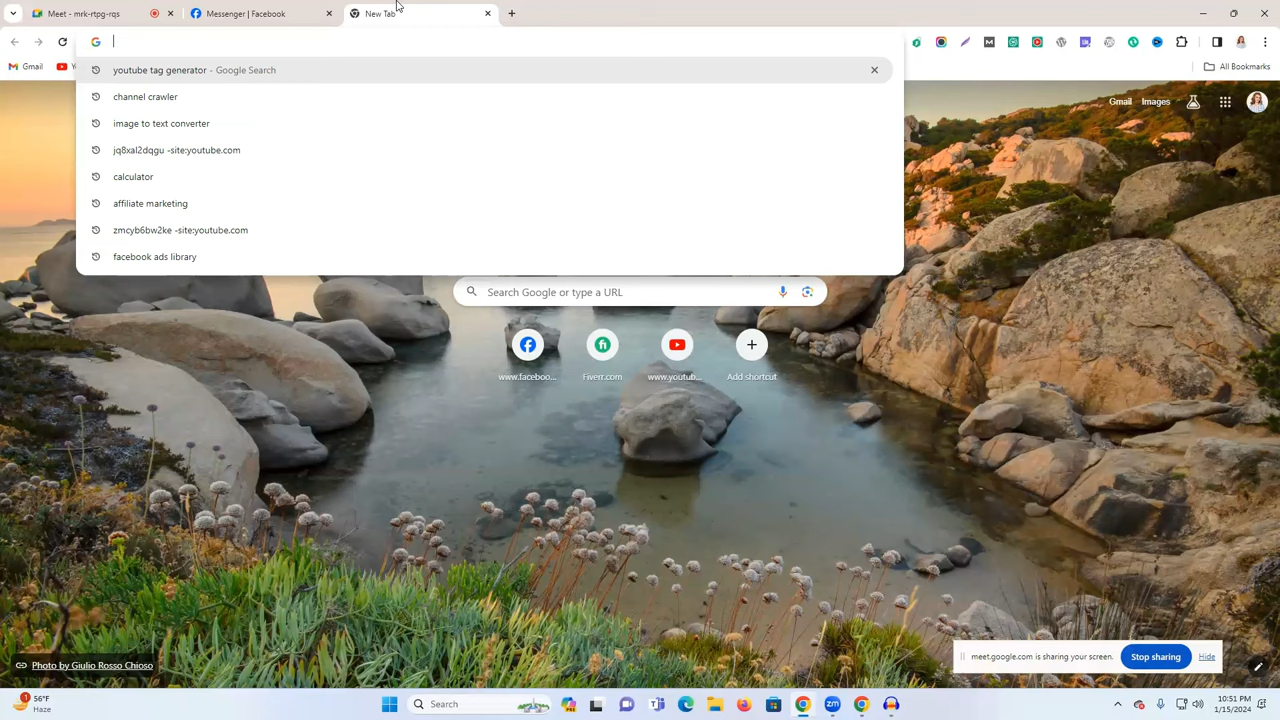 Meet - mrk-rtpg-rqs
Messenger | Facebook
New Tab
Gmail
All Bookmarks
youtube tag generator - Google Search
channel crawler
image to text converter
jq8xal2dqgu -site:youtube.com
calculator
affiliate marketing
zmcyb6bw2ke -site:youtube.com
facebook ads library
Gmail Images
Search Google or type a URL
www.faceboo... Fiverr.com www.youtub... Add shortcut
meet.google.com is sharing your screen. Stop sharing Hide
Photo by Giulio Rosso Chioso
1
56°F
Haze
Search
10:51 PM
1/15/2024